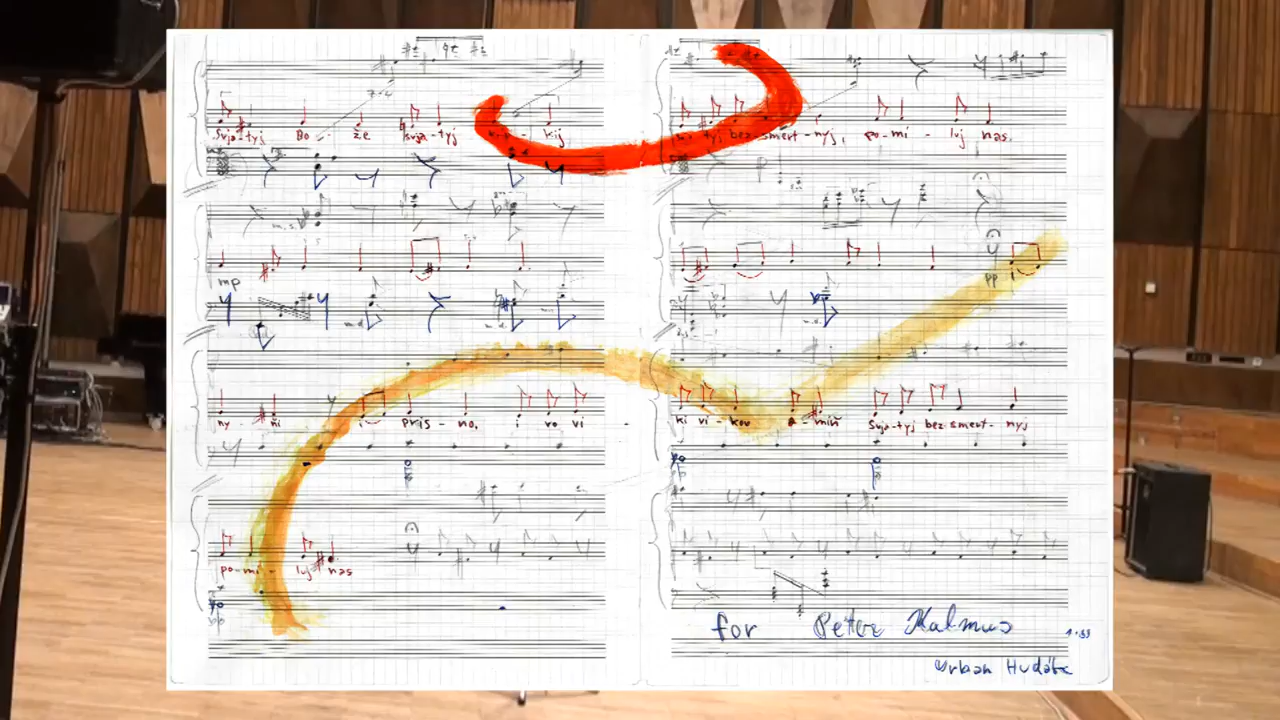 Svja-tyj Bo - že svja-tyj kij
tyj bez-smert-nyj, po-mi - luj nas.
mp
pp i
ny - ňi i pris - no, i vo vi -
ki vi - kov a - miň Svja-tyj bez-smert-nyj
po-mi- luj nas
for Peter Kalmus
Urban Hudák